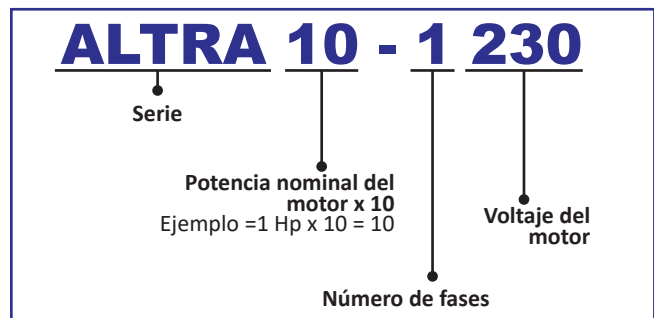 ALTRA 10 - 1 230
Serie
Potencia nominal del
motor x 10
Ejemplo =1 Hp x 10 = 10
Voltaje del
motor
Número de fases